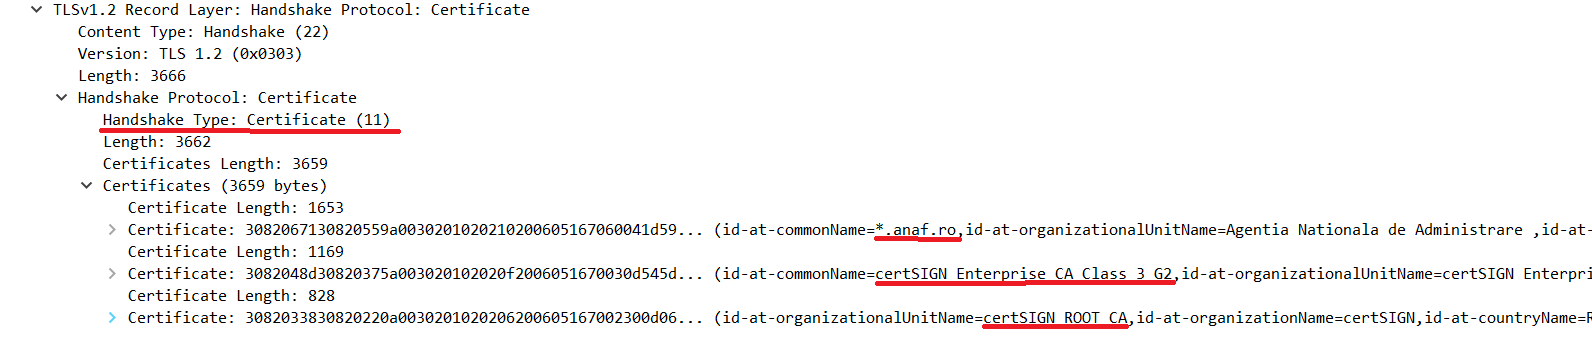 TLSv1.2 Record Layer: Handshake Protocol: Certificate
Content Type: Handshake (22)
Version: TLS 1.2 (0x0303)
Length: 3666
Handshake Protocol: Certificate
Handshake Type: Certificate (11)
Length: 3662
Certificates Length: 3659
Certificates (3659 bytes)
Certificate Length: 1653
Certificate: 3082067130820559a00302010202102006051670600​41d59... (id-at-commonName=*.anaf.ro,id-at-organizationalUnitName=Agentia Nationala de Administrare ,id-at-
Certificate Length: 1169
Certificate: 3082048d30820375a003020102020f2006051670030d545d... (id-at-commonName=certSIGN Enterprise CA Class 3 G2,id-at-organizationalUnitName=certSIGN Enterpri
Certificate Length: 828
Certificate: 3082033830820220a0030201020206200605167002300d06... (id-at-organizationalUnitName=certSIGN ROOT CA,id-at-organizationName=certSIGN,id-at-countryName=R